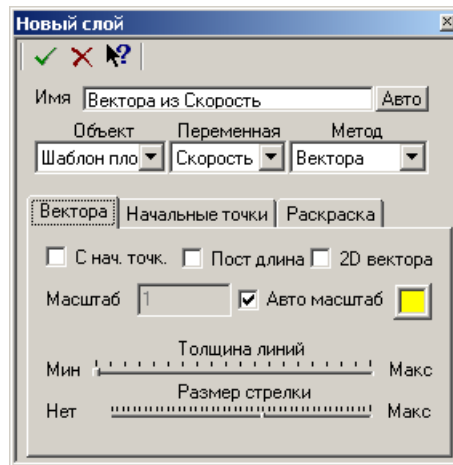 Новый слой
Имя Вектора из Скорость Авто
Объект Переменная Метод
Шаблон пло Скорость Вектора
Вектора Начальные точки Раскраска
С нач. точк. Пост длина 2D вектора
Масштаб 1 Авто масштаб
Толщина линий
Мин Макс
Размер стрелки
Нет Макс